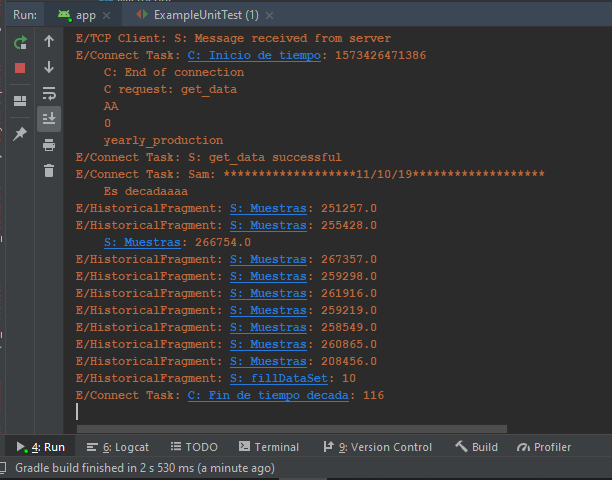 Run: app × ExampleUnitTest (1) ×
E/TCP Client: S: Message received from server
E/Connect Task: C: Inicio de tiempo: 1573426471386
C: End of connection
C request: get_data
AA
0
yearly_production
E/Connect Task: S: get_data successful
E/Connect Task: Sam: *******************11/10/19*******************
Es decadaaaa
E/HistoricalFragment: S: Muestras: 251257.0
E/HistoricalFragment: S: Muestras: 255428.0
S: Muestras: 266754.0
E/HistoricalFragment: S: Muestras: 267357.0
E/HistoricalFragment: S: Muestras: 259298.0
E/HistoricalFragment: S: Muestras: 261916.0
E/HistoricalFragment: S: Muestras: 259219.0
E/HistoricalFragment: S: Muestras: 258549.0
E/HistoricalFragment: S: Muestras: 260865.0
E/HistoricalFragment: S: Muestras: 208456.0
E/HistoricalFragment: S: fillDataSet: 10
E/Connect Task: C: Fin de tiempo decada: 116
4: Run 6: Logcat TODO Terminal 9: Version Control Build Profiler
Gradle build finished in 2 s 530 ms (a minute ago)